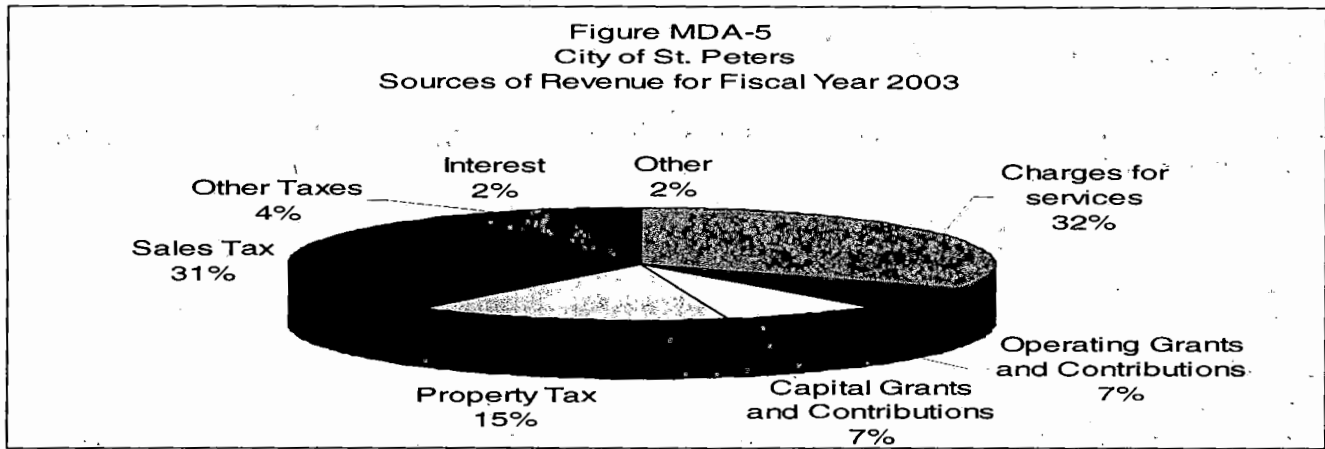 Figure MDA-5
City of St. Peters
Sources of Revenue for Fiscal Year 2003
Interest
2%
Other
2%
Charges for
services
32%
Other Taxes
4%
Sales Tax
31%
Operating Grants
and Contributions
7%
Capital Grants
and Contributions
7%
Property Tax
15%